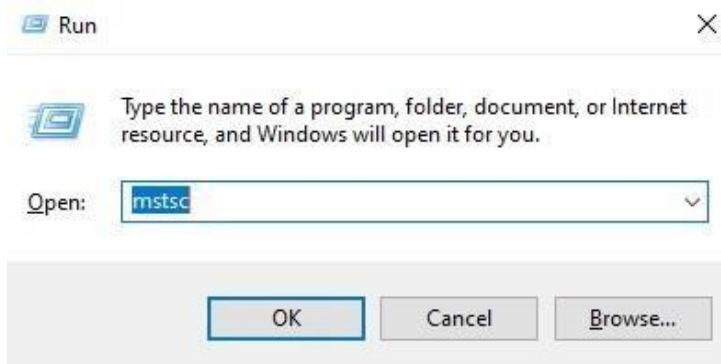 Run
Type the name of a program, folder, document, or Internet
resource, and Windows will open it for you.
Open: mstsc
OK Cancel Browse...